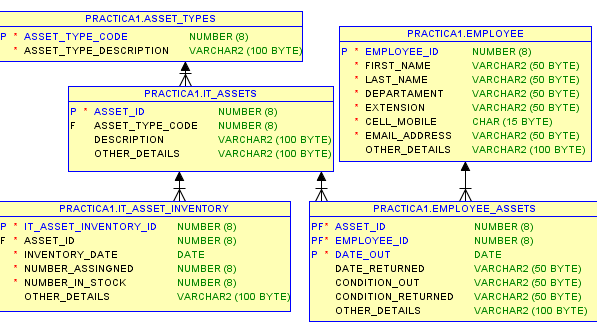 PRACTICA1.ASSET_TYPES
P * ASSET_TYPE_CODE NUMBER (8)
* ASSET_TYPE_DESCRIPTION VARCHAR2 (100 BYTE)
PRACTICA1.EMPLOYEE
P * EMPLOYEE_ID NUMBER (8)
* FIRST_NAME VARCHAR2 (50 BYTE)
* LAST_NAME VARCHAR2 (50 BYTE)
* DEPARTAMENT VARCHAR2 (50 BYTE)
* EXTENSION VARCHAR2 (50 BYTE)
* CELL_MOBILE CHAR (15 BYTE)
* EMAIL_ADDRESS VARCHAR2 (50 BYTE)
OTHER_DETAILS VARCHAR2 (100 BYTE)
PRACTICA1.IT_ASSETS
P * ASSET_ID NUMBER (8)
F ASSET_TYPE_CODE NUMBER (8)
DESCRIPTION VARCHAR2 (100 BYTE)
OTHER_DETAILS VARCHAR2 (100 BYTE)
PRACTICA1.IT_ASSET_INVENTORY
P * IT_ASSET_INVENTORY_ID NUMBER (8)
F * ASSET_ID NUMBER (8)
* INVENTORY_DATE DATE
* NUMBER_ASSINGNED NUMBER (8)
* NUMBER_IN_STOCK NUMBER (8)
OTHER_DETAILS VARCHAR2 (100 BYTE)
PRACTICA1.EMPLOYEE_ASSETS
PF* ASSET_ID NUMBER (8)
PF* EMPLOYEE_ID NUMBER (8)
P * DATE_OUT DATE
DATE_RETURNED VARCHAR2 (50 BYTE)
CONDITION_OUT VARCHAR2 (50 BYTE)
CONDITION_RETURNED VARCHAR2 (50 BYTE)
OTHER_DETAILS VARCHAR2 (100 BYTE)